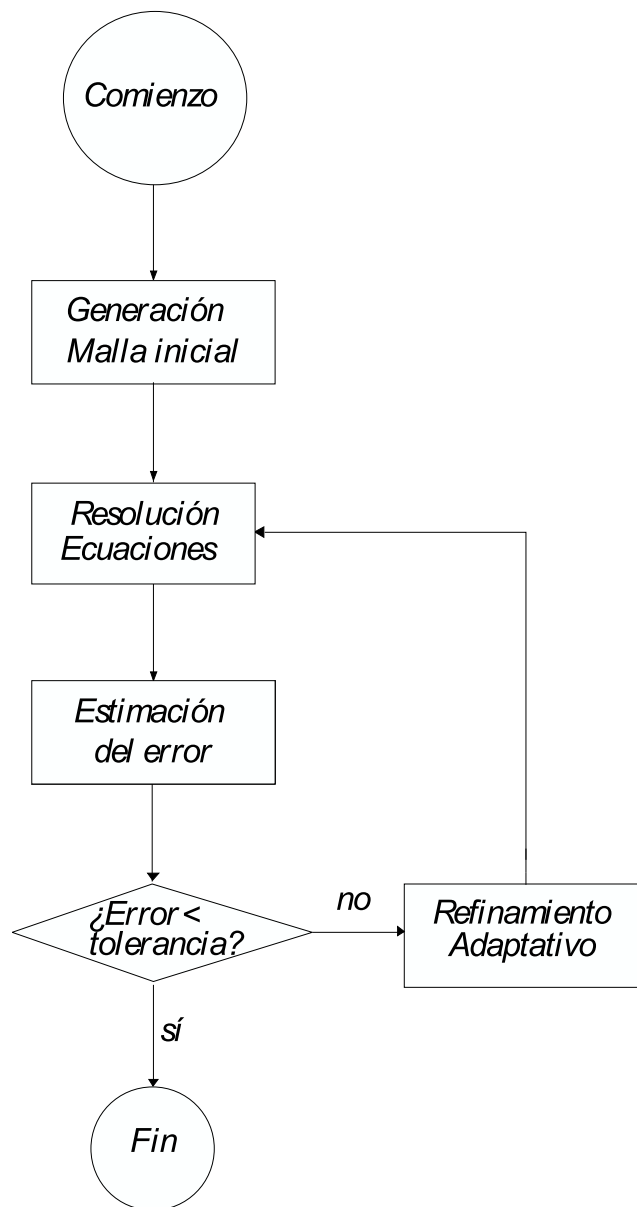 Comienzo
Generación
Malla inicial
Resolución
Ecuaciones
Estimación
del error
¿Error <
tolerancia?
no
Refinamiento
Adaptativo
sí
Fin